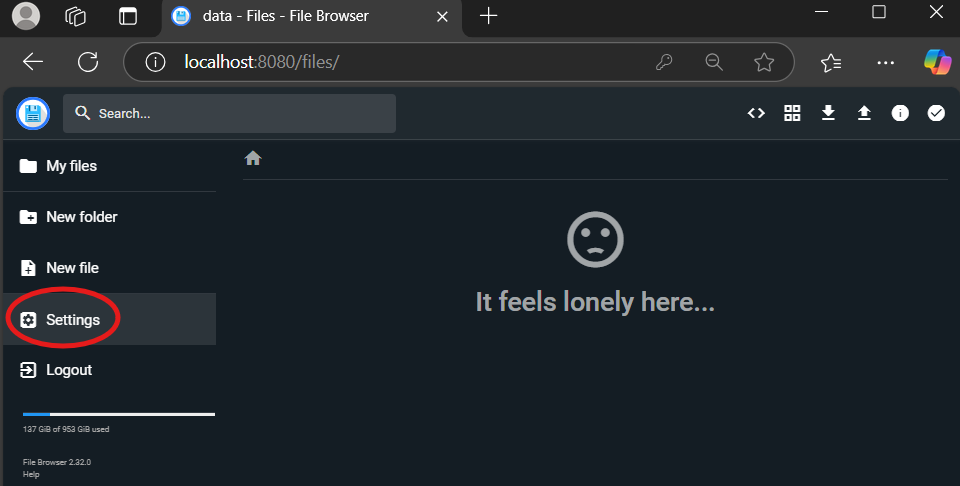 data - Files - File Browser
localhost:8080/files/
Search...
My files
New folder
New file
Settings
Logout
137 GiB of 953 GiB used
File Browser 2.32.0
Help
It feels lonely here...